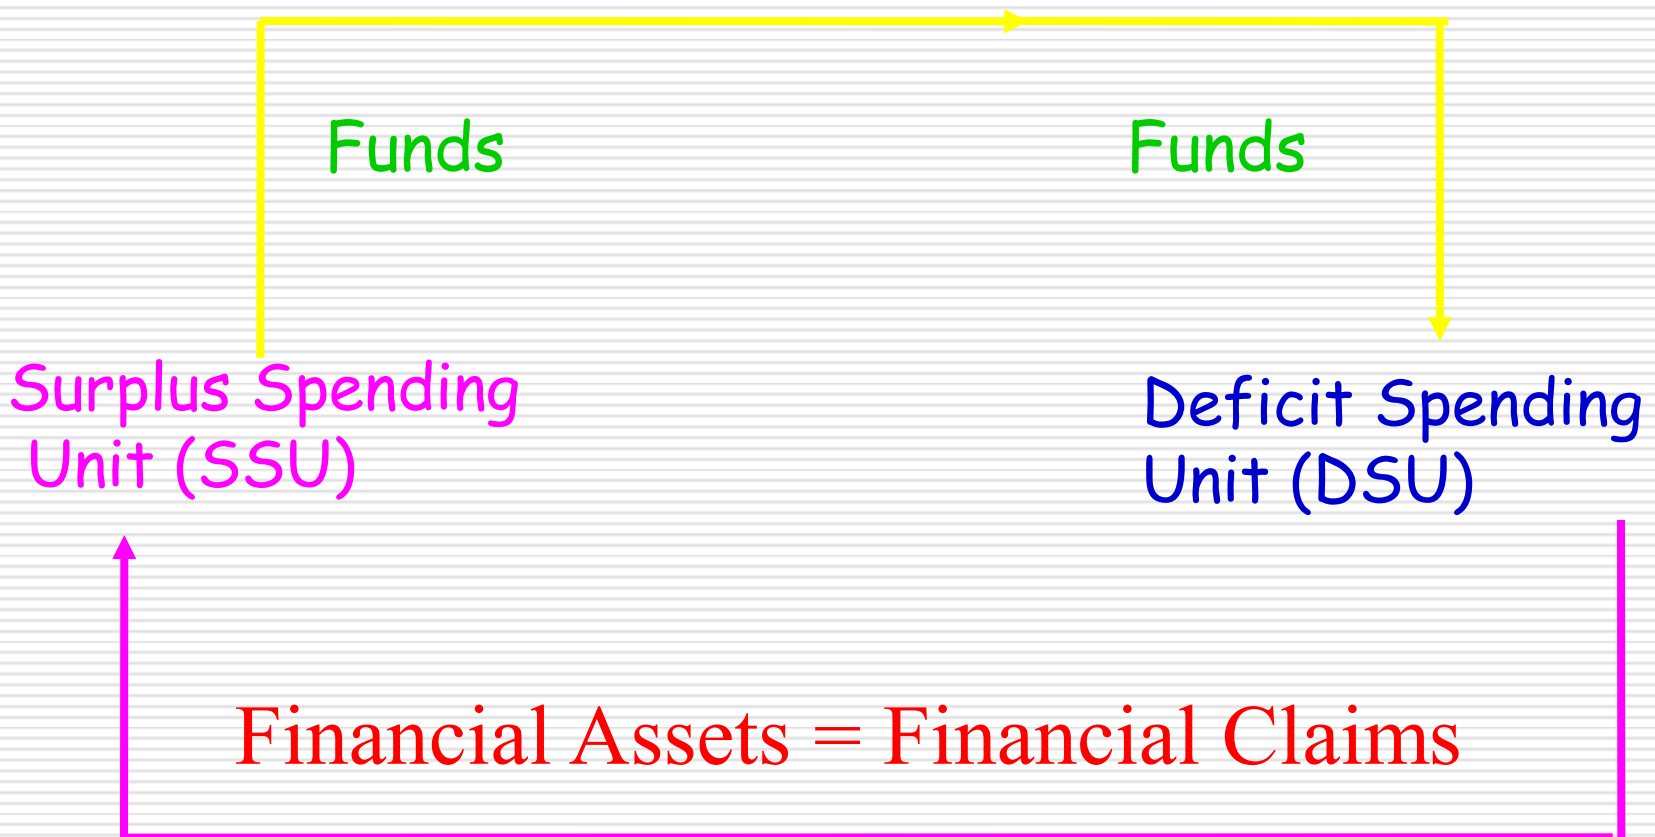 Funds
Funds
Surplus Spending
Unit (SSU)
Deficit Spending
Unit (DSU)
Financial Assets = Financial Claims